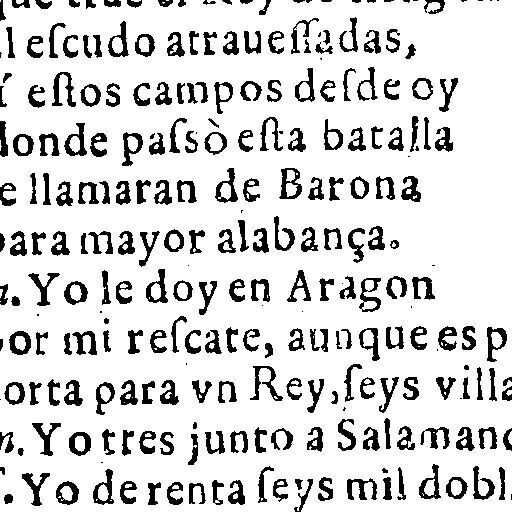 el escudo atrauessadas,
estos campos desde oy
donde passò esta batalla
se llamaran de Barona
para mayor alabança.
Yo le doy en Aragon
por mi rescate, aunque es
corta para vn Rey, seys villa
Yo tres junto a Salamanc
Yo de renta seys mil dobl